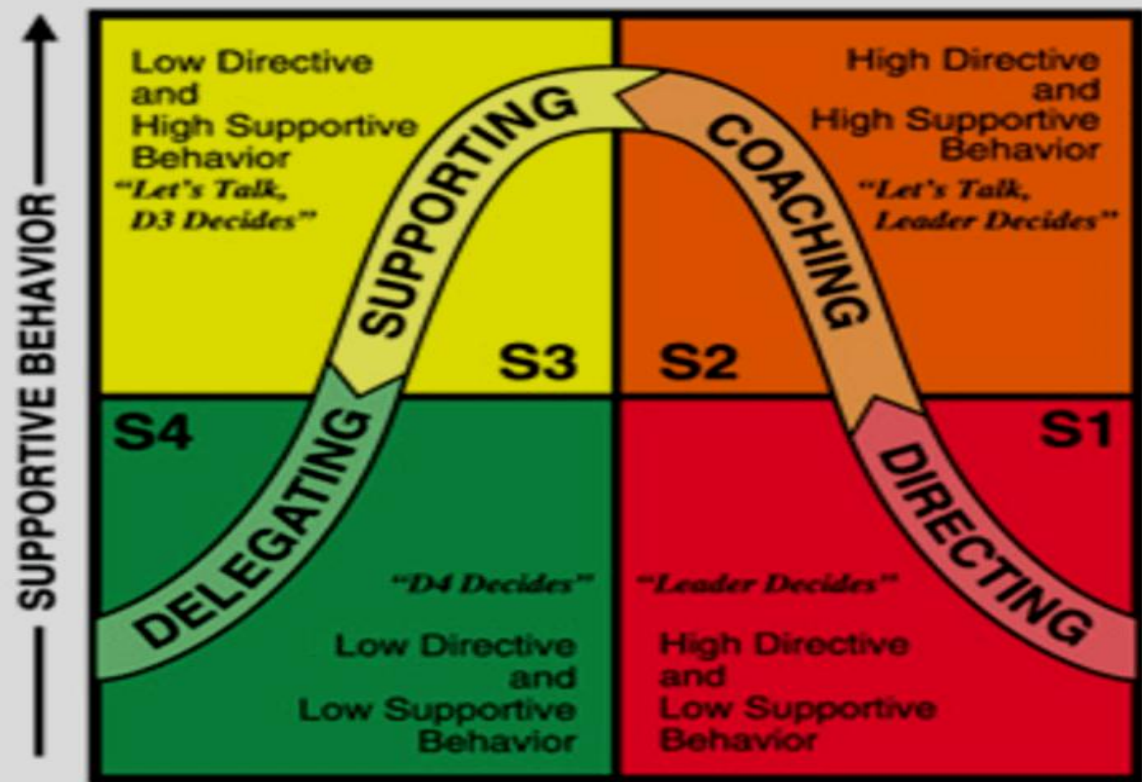 SUPPORTIVE BEHAVIOR
Low Directive
and
High Supportive
Behavior
“Let’s Talk,
D3 Decides”
SUPPORTING
S3
High Directive
and
High Supportive
Behavior
“Let’s Talk,
Leader Decides”
COACHING
S2
S4
DELEGATING
“D4 Decides”
Low Directive
and
Low Supportive
Behavior
S1
DIRECTING
“Leader Decides”
High Directive
and
Low Supportive
Behavior